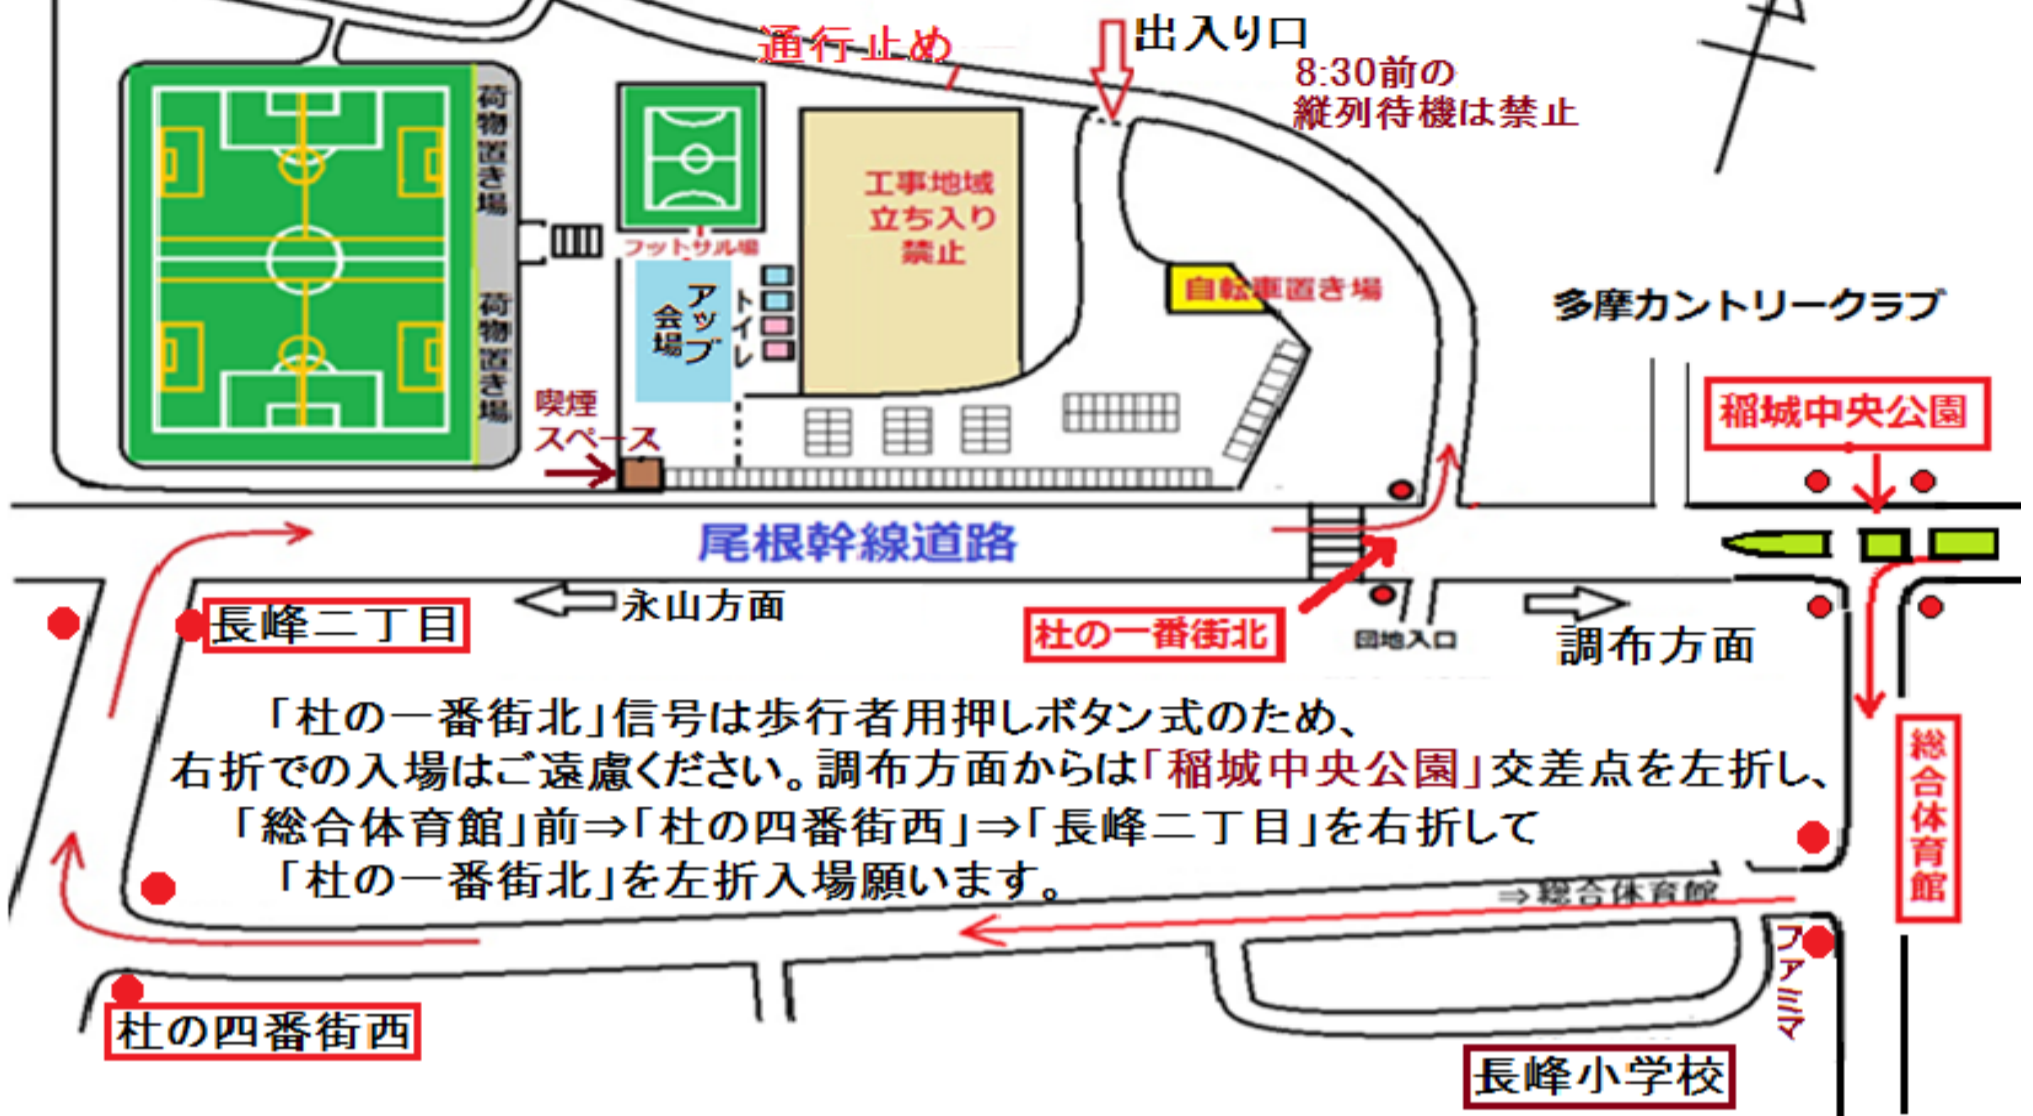 通行止め
出入り口
8:30前の
縦列待機は禁止
荷物置き場
荷物置き場
フットサル場
工事地域
立ち入り
禁止
アップ
会場
トイレ
自転車置き場
多摩カントリークラブ
喫煙
スペース
稲城中央公園
尾根幹線道路
長峰二丁目
永山方面
杜の一番街北
団地入口
調布方面
「杜の一番街北」信号は歩行者用押しボタン式のため、
右折での入場はご遠慮ください。調布方面からは「稲城中央公園」交差点を左折し、
「総合体育館」前⇒「杜の四番街西」⇒「長峰二丁目」を右折して
「杜の一番街北」を左折入場願います。
総合体育館
⇒総合体育館
ファミマ
杜の四番街西
長峰小学校